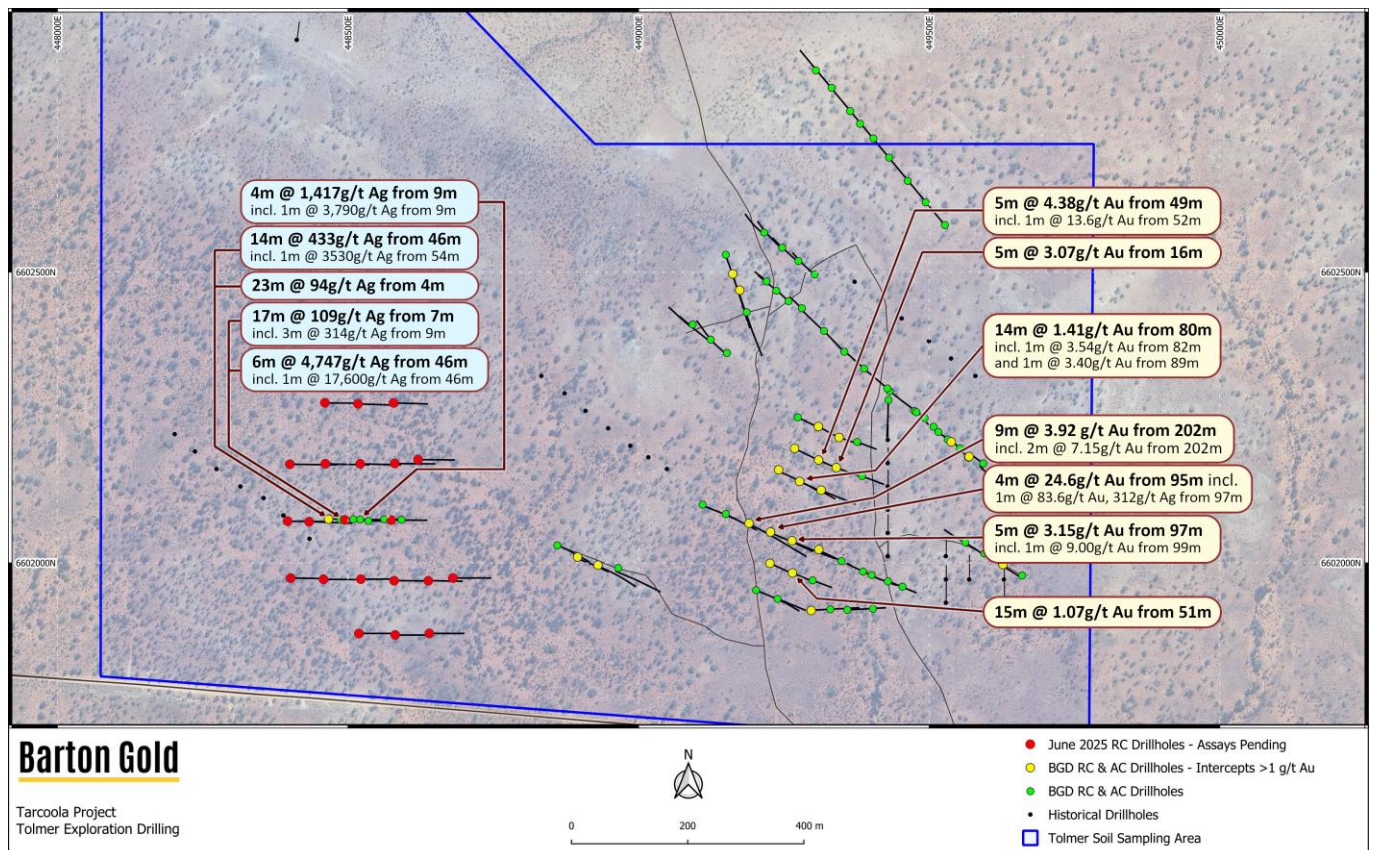 448000E
448500E
449000E
449500E
450000E
6602500N
6602500N
6602000N
6602000N
4m @ 1,417g/t Ag from 9m
incl. 1m @ 3,790g/t Ag from 9m
14m @ 433g/t Ag from 46m
incl. 1m @ 3530g/t Ag from 54m
23m @ 94g/t Ag from 4m
17m @ 109g/t Ag from 7m
incl. 3m @ 314g/t Ag from 9m
6m @ 4,747g/t Ag from 46m
incl. 1m @ 17,600g/t Ag from 46m
5m @ 4.38g/t Au from 49m
incl. 1m @ 13.6g/t Au from 52m
5m @ 3.07g/t Au from 16m
14m @ 1.41g/t Au from 80m
incl. 1m @ 3.54g/t Au from 82m
and 1m @ 3.40g/t Au from 89m
9m @ 3.92 g/t Au from 202m
incl. 2m @ 7.15g/t Au from 202m
4m @ 24.6g/t Au from 95m incl.
1m @ 83.6g/t Au, 312g/t Ag from 97m
5m @ 3.15g/t Au from 97m
incl. 1m @ 9.00g/t Au from 99m
15m @ 1.07g/t Au from 51m
Barton Gold
Tarcoola Project
Tolmer Exploration Drilling
N
0 200 400 m
June 2025 RC Drillholes - Assays Pending
BGD RC & AC Drillholes - Intercepts >1 g/t Au
BGD RC & AC Drillholes
Historical Drillholes
Tolmer Soil Sampling Area